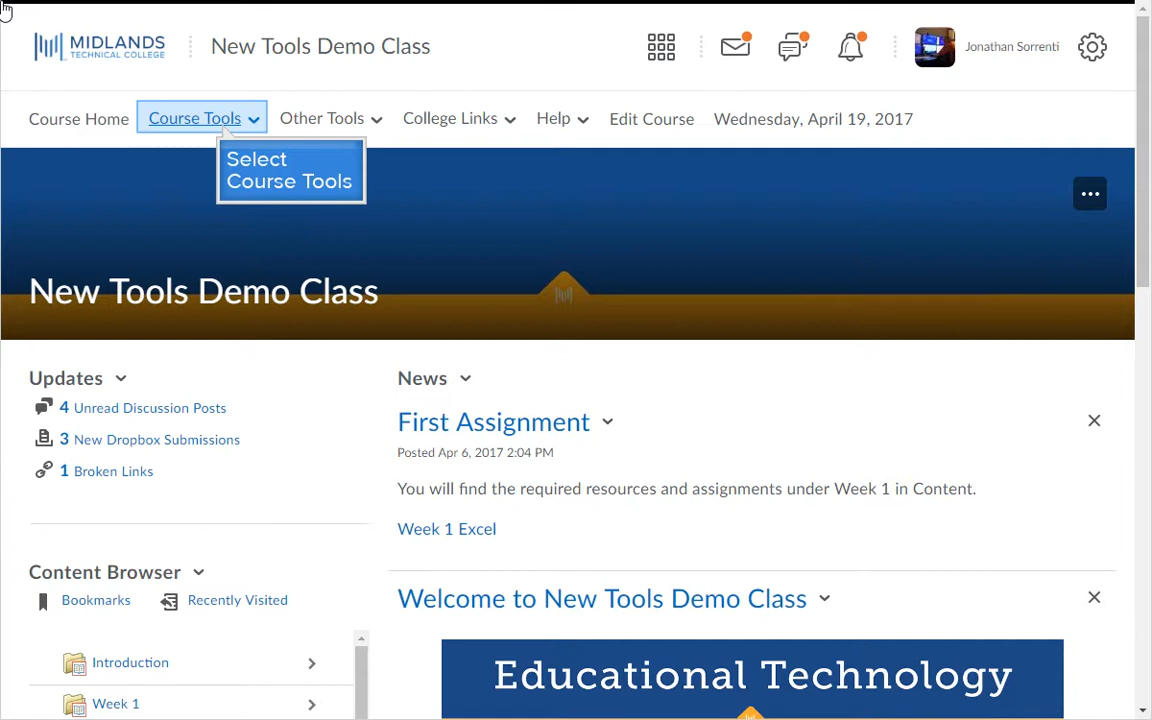 MIDLANDS
TECHNICAL COLLEGE
New Tools Demo Class
Jonathan Sorrenti
Course Home Course Tools Other Tools College Links Help Edit Course Wednesday, April 19, 2017
Select
Course Tools
New Tools Demo Class
Updates
4 Unread Discussion Posts
3 New Dropbox Submissions
1 Broken Links
Content Browser
Bookmarks Recently Visited
Introduction
Week 1
News
First Assignment
Posted Apr 6, 2017 2:04 PM
You will find the required resources and assignments under Week 1 in Content.
Week 1 Excel
Welcome to New Tools Demo Class
Educational Technology